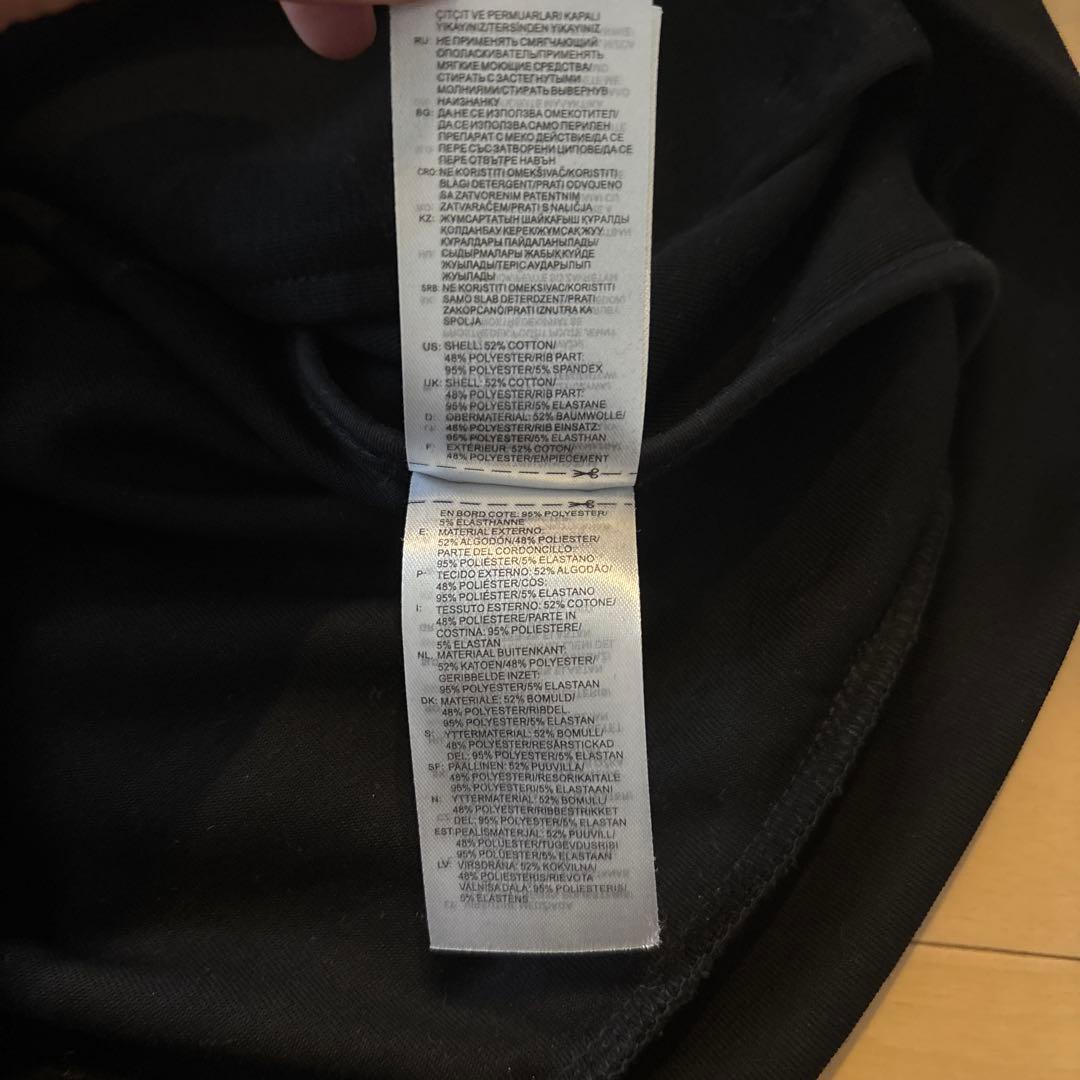 ÇITÇIT VE PERMUARLARI KAPALI
YIKAYINIZ/TERSİNDEN YIKAYINIZ
RU: НЕ ПРИМЕНЯТЬ СМЯГЧАЮЩИЙ
ОПОЛАСКИВАТЕЛЬ/ПРИМЕНЯТЬ
МЯГКИЕ МОЮЩИЕ СРЕДСТВА/
СТИРАТЬ С ЗАСТЕГНУТЫМИ
МОЛНИЯМИ/СТИРАТЬ ВЫВЕРНУВ
НАИЗНАНКУ
BG: ДА НЕ СЕ ИЗПОЛЗВА ОМЕКОТИТЕЛ/
ДА СЕ ИЗПОЛЗВА САМО ПЕРИЛЕН
ПРЕПАРАТ С МЕКО ДЕЙСТВИЕ/ДА СЕ
ПЕРЕ СЪС ЗАТВОРЕНИ ЦИПОВЕ/ДА СЕ
ПЕРЕ ОТВЪТРЕ НАВЪН
CRO: NE KORISTITI OMEKŠIVAČ/KORISTITI
BLAGI DETERGENT/PRATI ODVOJENO
SA ZATVORENIM PATENTNIM
ZATVARAČEM/PRATI S NALIČJA
KZ: ЖҰМСАРТАТЫН ШАЙҚАҒЫШ ҚҰРАЛДЫ
ҚОЛДАНБАУ КЕРЕК/ЖҰМСАҚ ЖУУ
ҚҰРАЛДАРЫ ПАЙДАЛАНЫЛАДЫ/
СЫДЫРМАЛАРЫ ЖАБЫҚ КҮЙДЕ
ЖУЫЛАДЫ/ТЕРІС АУДАРЫЛЫП
ЖУЫЛАДЫ
SRB: NE KORISTITI OMEKSIVAC/KORISTITI
SAMO SLAB DETERDZENT/PRATI
ZAKOPCANO/PRATI IZNUTRA KA
SPOLJA
US: SHELL: 52% COTTON/
48% POLYESTER/RIB PART:
95% POLYESTER/5% SPANDEX
UK: SHELL: 52% COTTON/
48% POLYESTER/RIB PART:
95% POLYESTER/5% ELASTANE
D: OBERMATERIAL: 52% BAUMWOLLE/
48% POLYESTER/RIB EINSATZ:
95% POLYESTER/5% ELASTHAN
F: EXTÉRIEUR: 52% COTON/
48% POLYESTER/EMPIECEMENT
EN BORD COTE: 95% POLYESTER/
5% ELASTHANNE
E: MATERIAL EXTERNO:
52% ALGODÓN/48% POLIÉSTER/
PARTE DEL CORDONCILLO:
95% POLIÉSTER/5% ELASTANO
P: TECIDO EXTERNO: 52% ALGODÃO/
48% POLIÉSTER/CÓS:
95% POLIÉSTER/5% ELASTANO
I: TESSUTO ESTERNO: 52% COTONE/
48% POLIESTERE/PARTE IN
COSTINA: 95% POLIESTERE/
5% ELASTAN
NL: MATERIAAL BUITENKANT:
52% KATOEN/48% POLYESTER/
GERIBBELDE INZET:
95% POLYESTER/5% ELASTAAN
DK: MATERIALE: 52% BOMULD/
48% POLYESTER/RIBDEL:
95% POLYESTER/5% ELASTAN
S: YTTERMATERIAL: 52% BOMULL/
48% POLYESTER/RESÅRSTICKAD
DEL: 95% POLYESTER/5% ELASTAN
SF: PÄÄLLINEN: 52% PUUVILLA/
48% POLYESTERI/RESORIKAITALE
95% POLYESTERI/5% ELASTAANI
N: YTTERMATERIAL: 52% BOMULL/
48% POLYESTER/RIBBESTRIKKET
DEL: 95% POLYESTER/5% ELASTAN
EST: PEALISMATERJAL: 52% PUUVILL/
48% POLÜESTER/TUGEVDUSRIBI
95% POLÜESTER/5% ELASTAAN
LV: VIRSDRĀNA: 52% KOKVILNA/
48% POLIESTERIS/RIEVOTA
VALNĪSA DAĻA: 95% POLIESTERIS/
5% ELASTĒNS